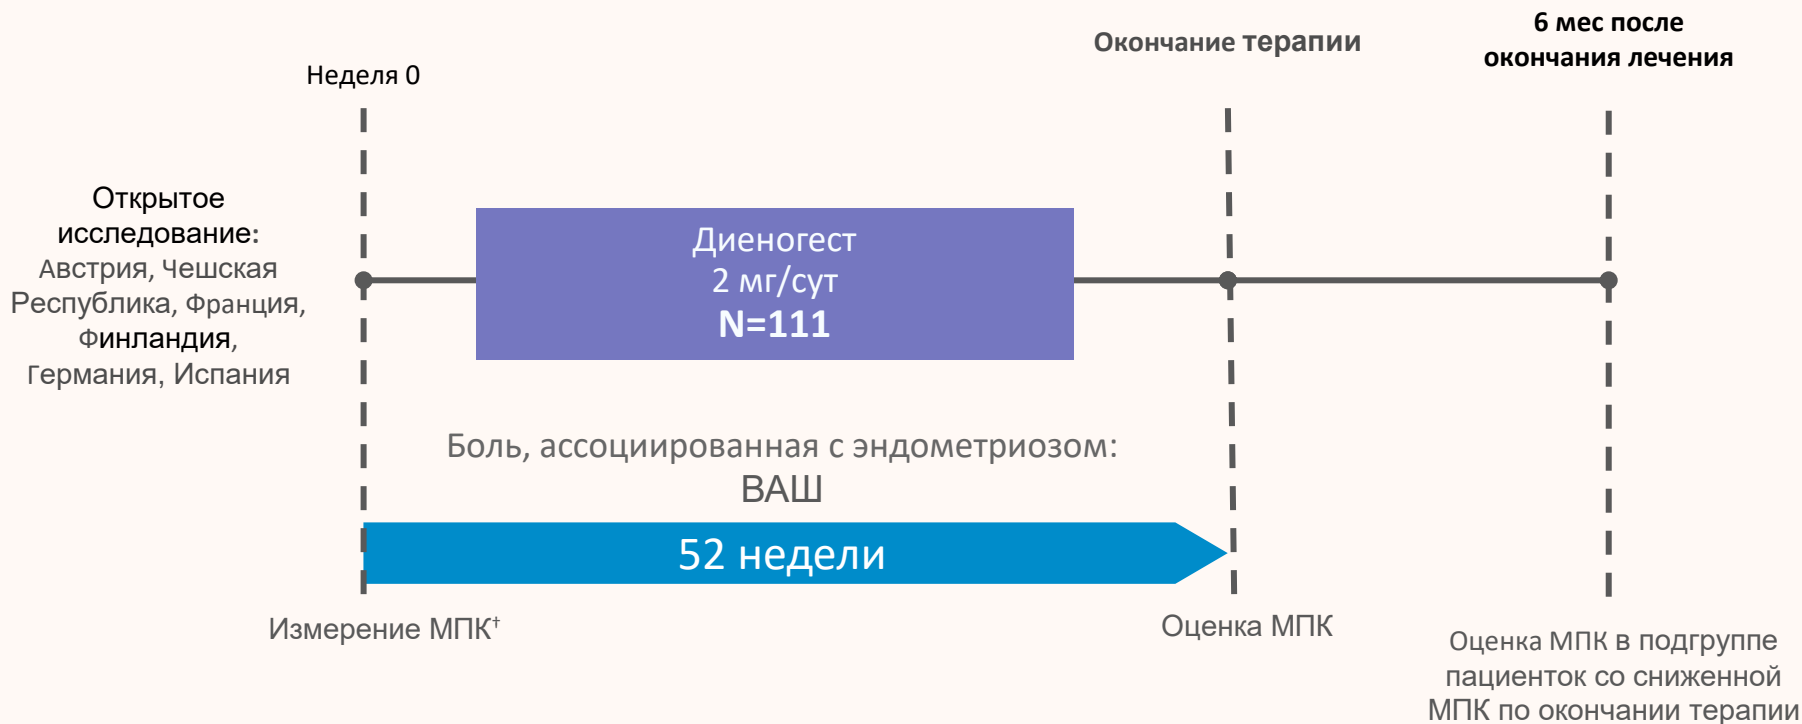 Неделя 0
Окончание терапии
6 мес после
окончания лечения
Открытое
исследование:
Австрия, Чешская
Республика, Франция,
Финландия,
Германия, Испания
Диеногест
2 мг/сут
N=111
Боль, ассоциированная с эндометриозом:
ВАШ
52 недели
Измерение МПК†
Оценка МПК
Оценка МПК в подгруппе
пациенток со сниженной
МПК по окончании терапии